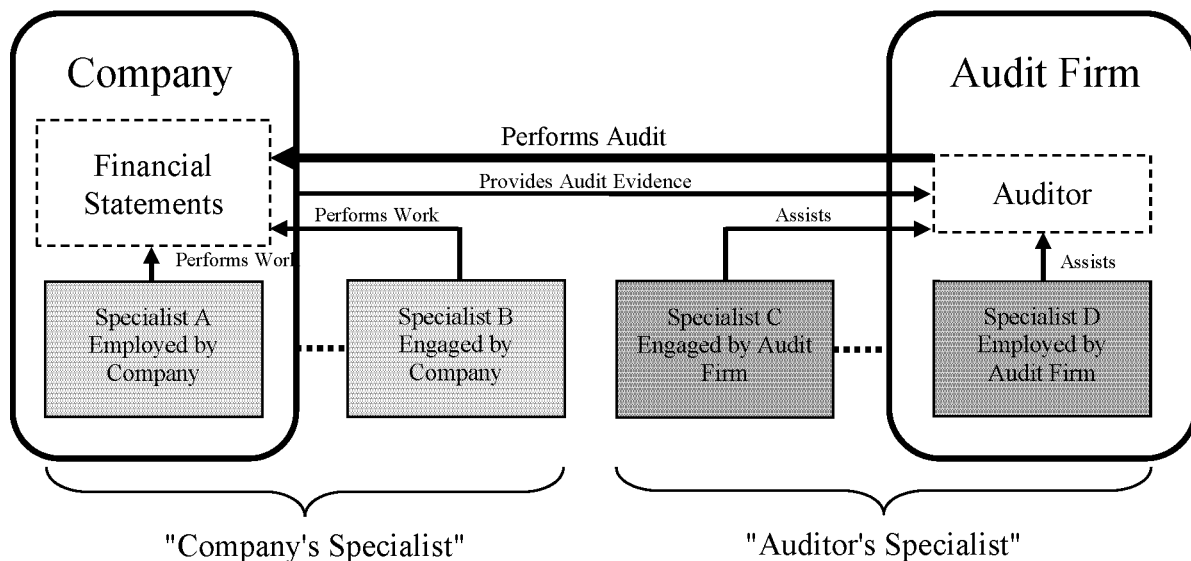 Company
Audit Firm
Performs Audit
Financial
Statements
Provides Audit Evidence
Auditor
Performs Work
Assists
Performs Work
Assists
Specialist A
Employed by
Company
Specialist B
Engaged by
Company
Specialist C
Engaged by Audit
Firm
Specialist D
Employed by
Audit Firm
"Company's Specialist"
"Auditor's Specialist"